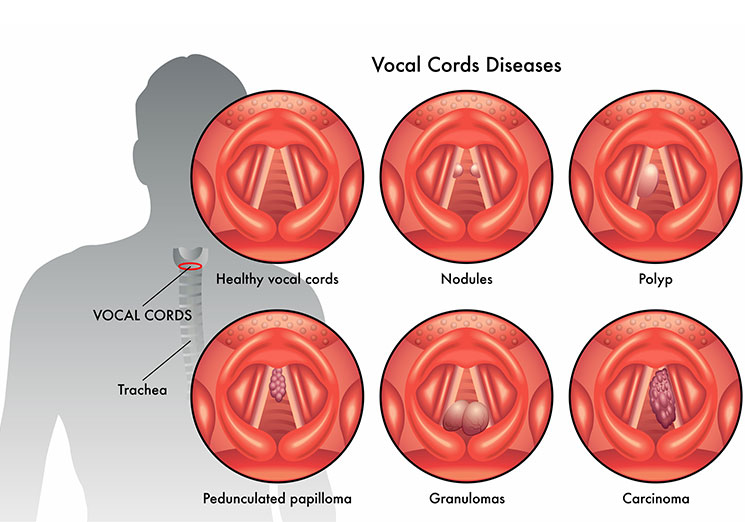 Vocal Cords Diseases
Healthy vocal cords
Nodules
Polyp
VOCAL CORDS
Trachea
Pedunculated papilloma
Granulomas
Carcinoma